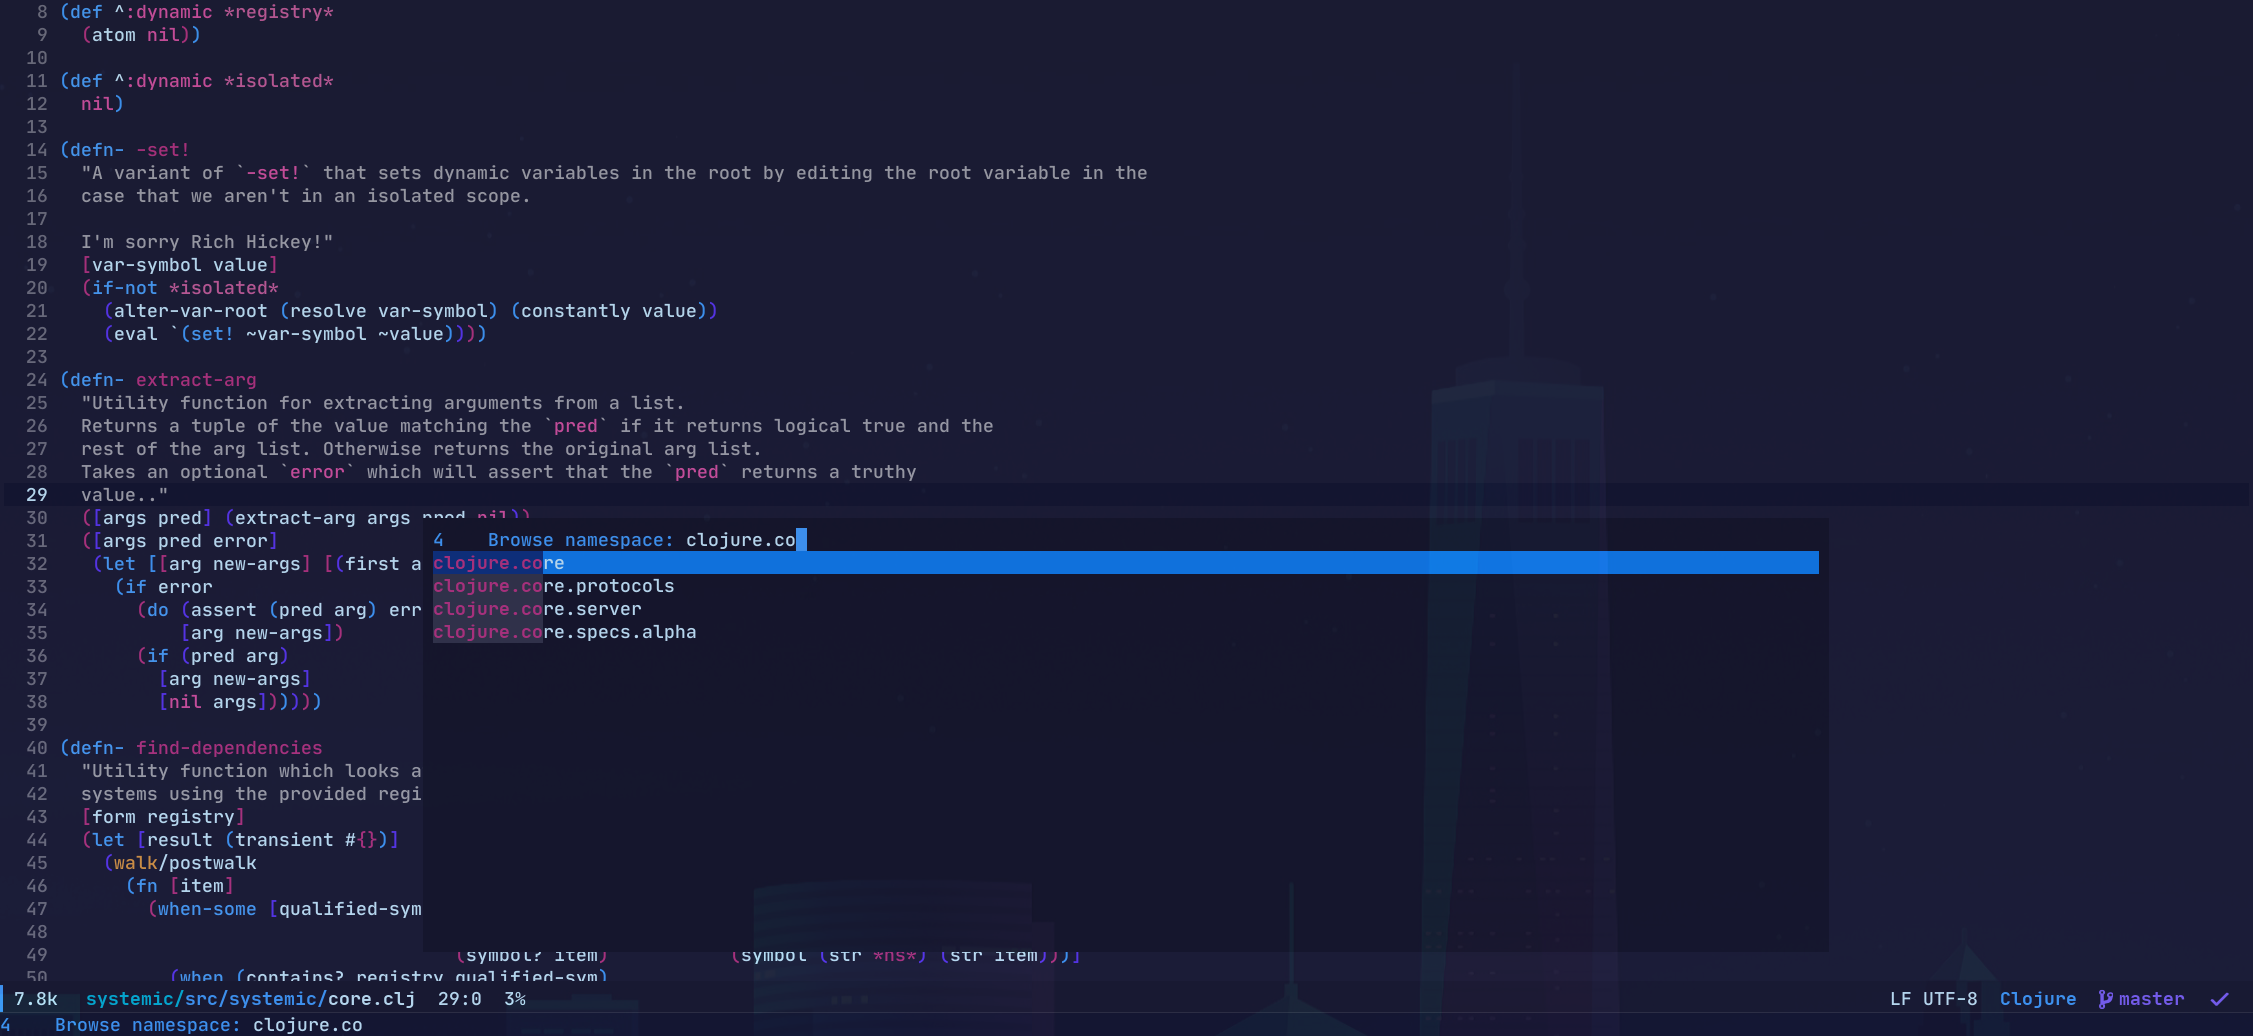 8 (def ^:dynamic *registry*
9   (atom nil))
10
11 (def ^:dynamic *isolated*
12   nil)
13
14 (defn- -set!
15   "A variant of `-set!` that sets dynamic variables in the root by editing the root variable in the
16   case that we aren't in an isolated scope.
17
18   I'm sorry Rich Hickey!"
19   [var-symbol value]
20   (if-not *isolated*
21     (alter-var-root (resolve var-symbol) (constantly value))
22     (eval `(set! ~var-symbol ~value))))
23
24 (defn- extract-arg
25   "Utility function for extracting arguments from a list.
26   Returns a tuple of the value matching the `pred` if it returns logical true and the
27   rest of the arg list. Otherwise returns the original arg list.
28   Takes an optional `error` which will assert that the `pred` returns a truthy
29   value.."
30   ([args pred] (extract-arg args pred nil))
31   ([args pred error]
32    (let [[arg new-args] [(first a
33      (if error
34        (do (assert (pred arg) err
35            [arg new-args])
36        (if (pred arg)
37          [arg new-args]
38          [nil args])))))
39
40 (defn- find-dependencies
41   "Utility function which looks a
42   systems using the provided regi
43   [form registry]
44   (let [result (transient #{})]
45     (walk/postwalk
46       (fn [item]
47         (when-some [qualified-sym
48
49                                     (symbol? item)           (symbol (str *ns*) (str item)))]
50           (when (contains? registry qualified-sym)
4    Browse namespace: clojure.co
clojure.core
clojure.core.protocols
clojure.core.server
clojure.core.specs.alpha
7.8k  systemic/src/systemic/core.clj  29:0  3%  LF UTF-8  Clojure  master
4    Browse namespace: clojure.co